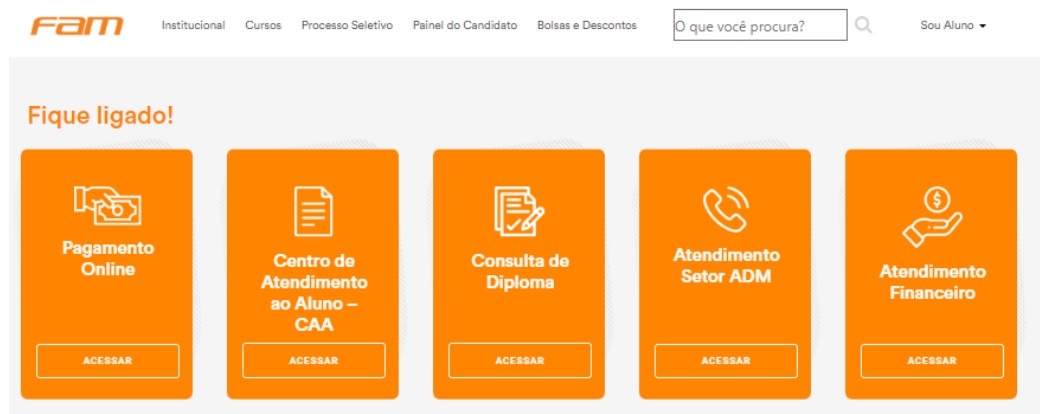 Fam
Institucional Cursos Processo Seletivo Painel do Candidato Bolsas e Descontos O que você procura? Sou Aluno
Fique ligado!
Pagamento
Online
ACESSAR
Centro de
Atendimento
ao Aluno –
CAA
ACESSAR
Consulta de
Diploma
ACESSAR
Atendimento
Setor ADM
ACESSAR
Atendimento
Financeiro
ACESSAR